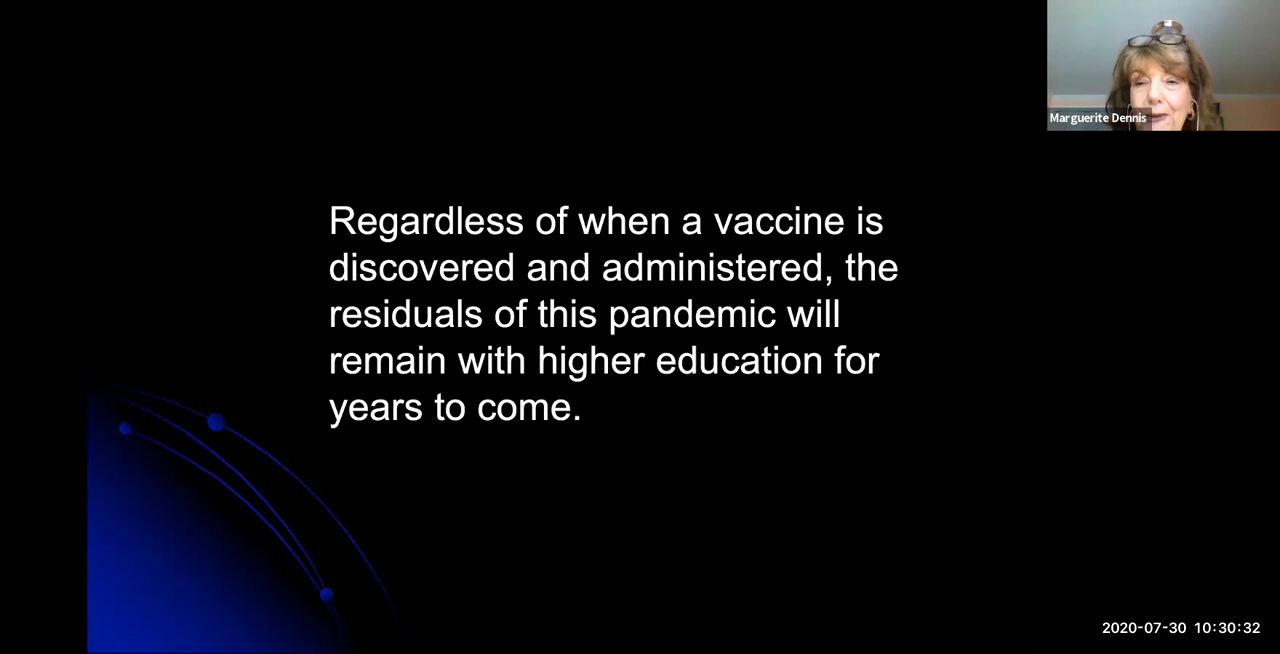 Marguerite Dennis
Regardless of when a vaccine is
discovered and administered, the
residuals of this pandemic will
remain with higher education for
years to come.
2020-07-30 10:30:32